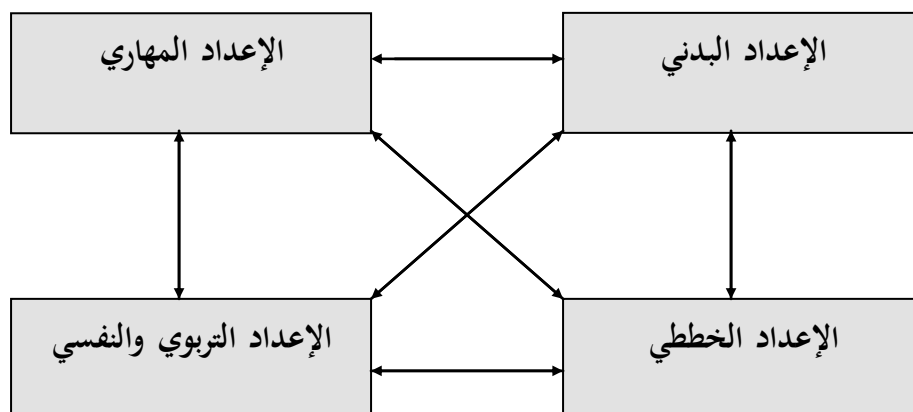 الإعداد البدني
الإعداد المهاري
الإعداد الخططي
الإعداد التربوي والنفسي